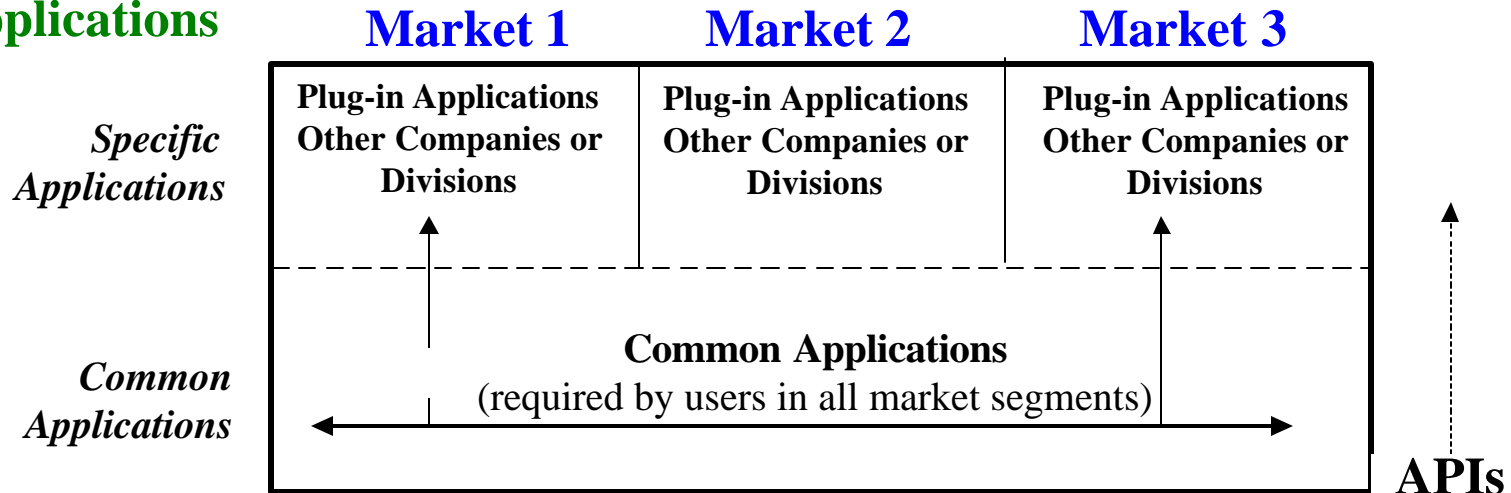 Market 1
Market 2
Market 3
Plug-in Applications
Other Companies or
Divisions
Plug-in Applications
Other Companies or
Divisions
Plug-in Applications
Other Companies or
Divisions
Specific
Applications
Common Applications
(required by users in all market segments)
Common
Applications
APIs